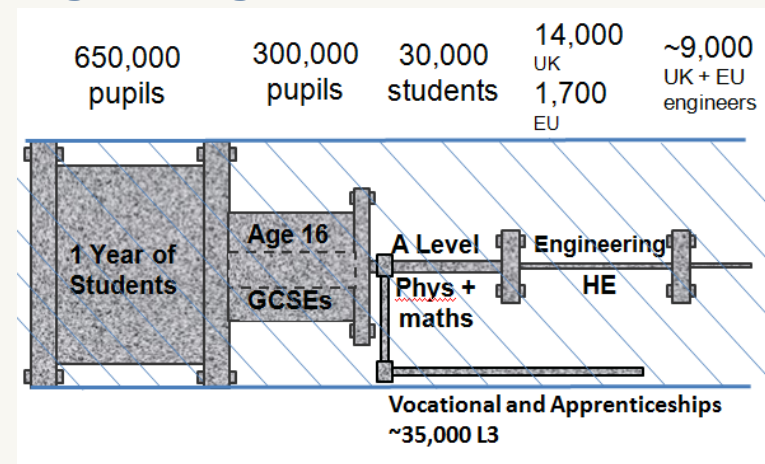 650,000
pupils
300,000
pupils
30,000
students
14,000
UK
1,700
EU
~9,000
UK + EU
engineers
1 Year of
Students
Age 16
GCSEs
A Level
Phys +
maths
Engineering
HE
Vocational and Apprenticeships
~35,000 L3